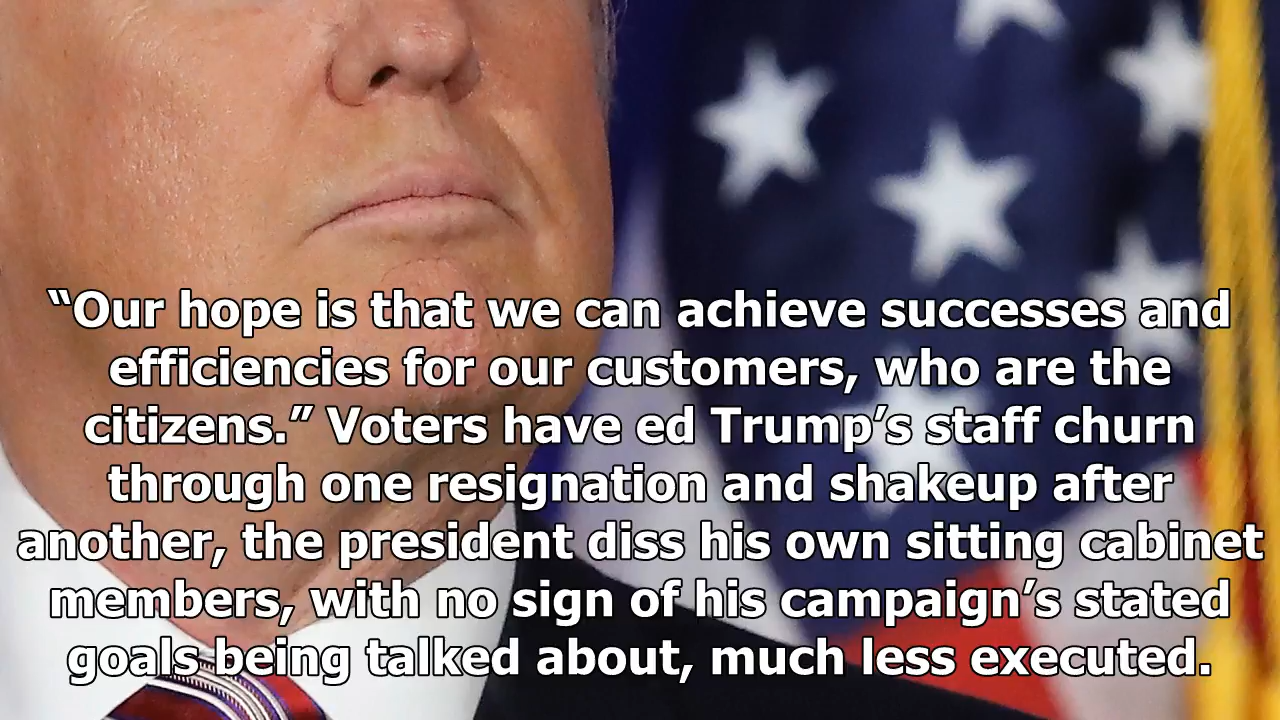 “Our hope is that we can achieve successes and
efficiencies for our customers, who are the
citizens.” Voters have ed Trump’s staff churn
through one resignation and shakeup after
another, the president diss his own sitting cabinet
members, with no sign of his campaign’s stated
goals being talked about, much less executed.